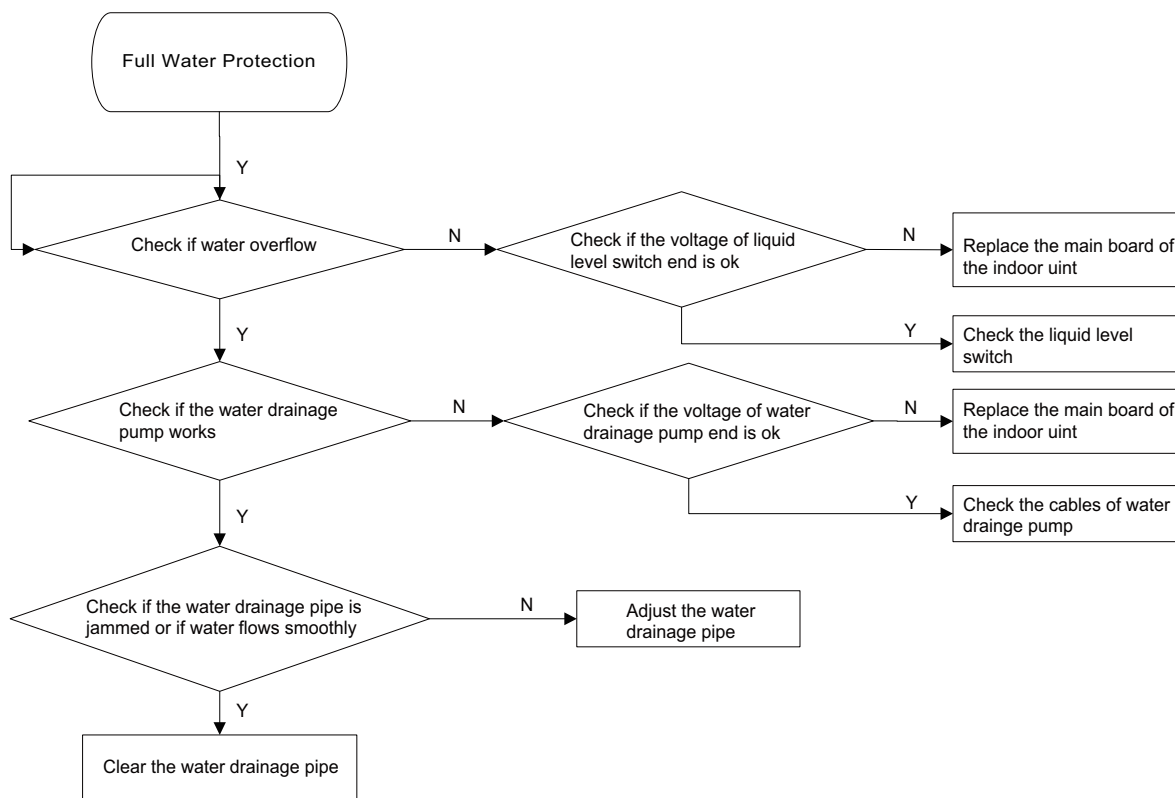 Full Water Protection
Y
Check if water overflow
N
Check if the voltage of liquid
level switch end is ok
N
Replace the main board of
the indoor uint
Y
Y
Check the liquid level
switch
Check if the water drainage
pump works
N
Check if the voltage of water
drainage pump end is ok
N
Replace the main board of
the indoor uint
Y
Y
Check the cables of water
drainge pump
Check if the water drainage pipe is
jammed or if water flows smoothly
N
Adjust the water
drainage pipe
Y
Clear the water drainage pipe